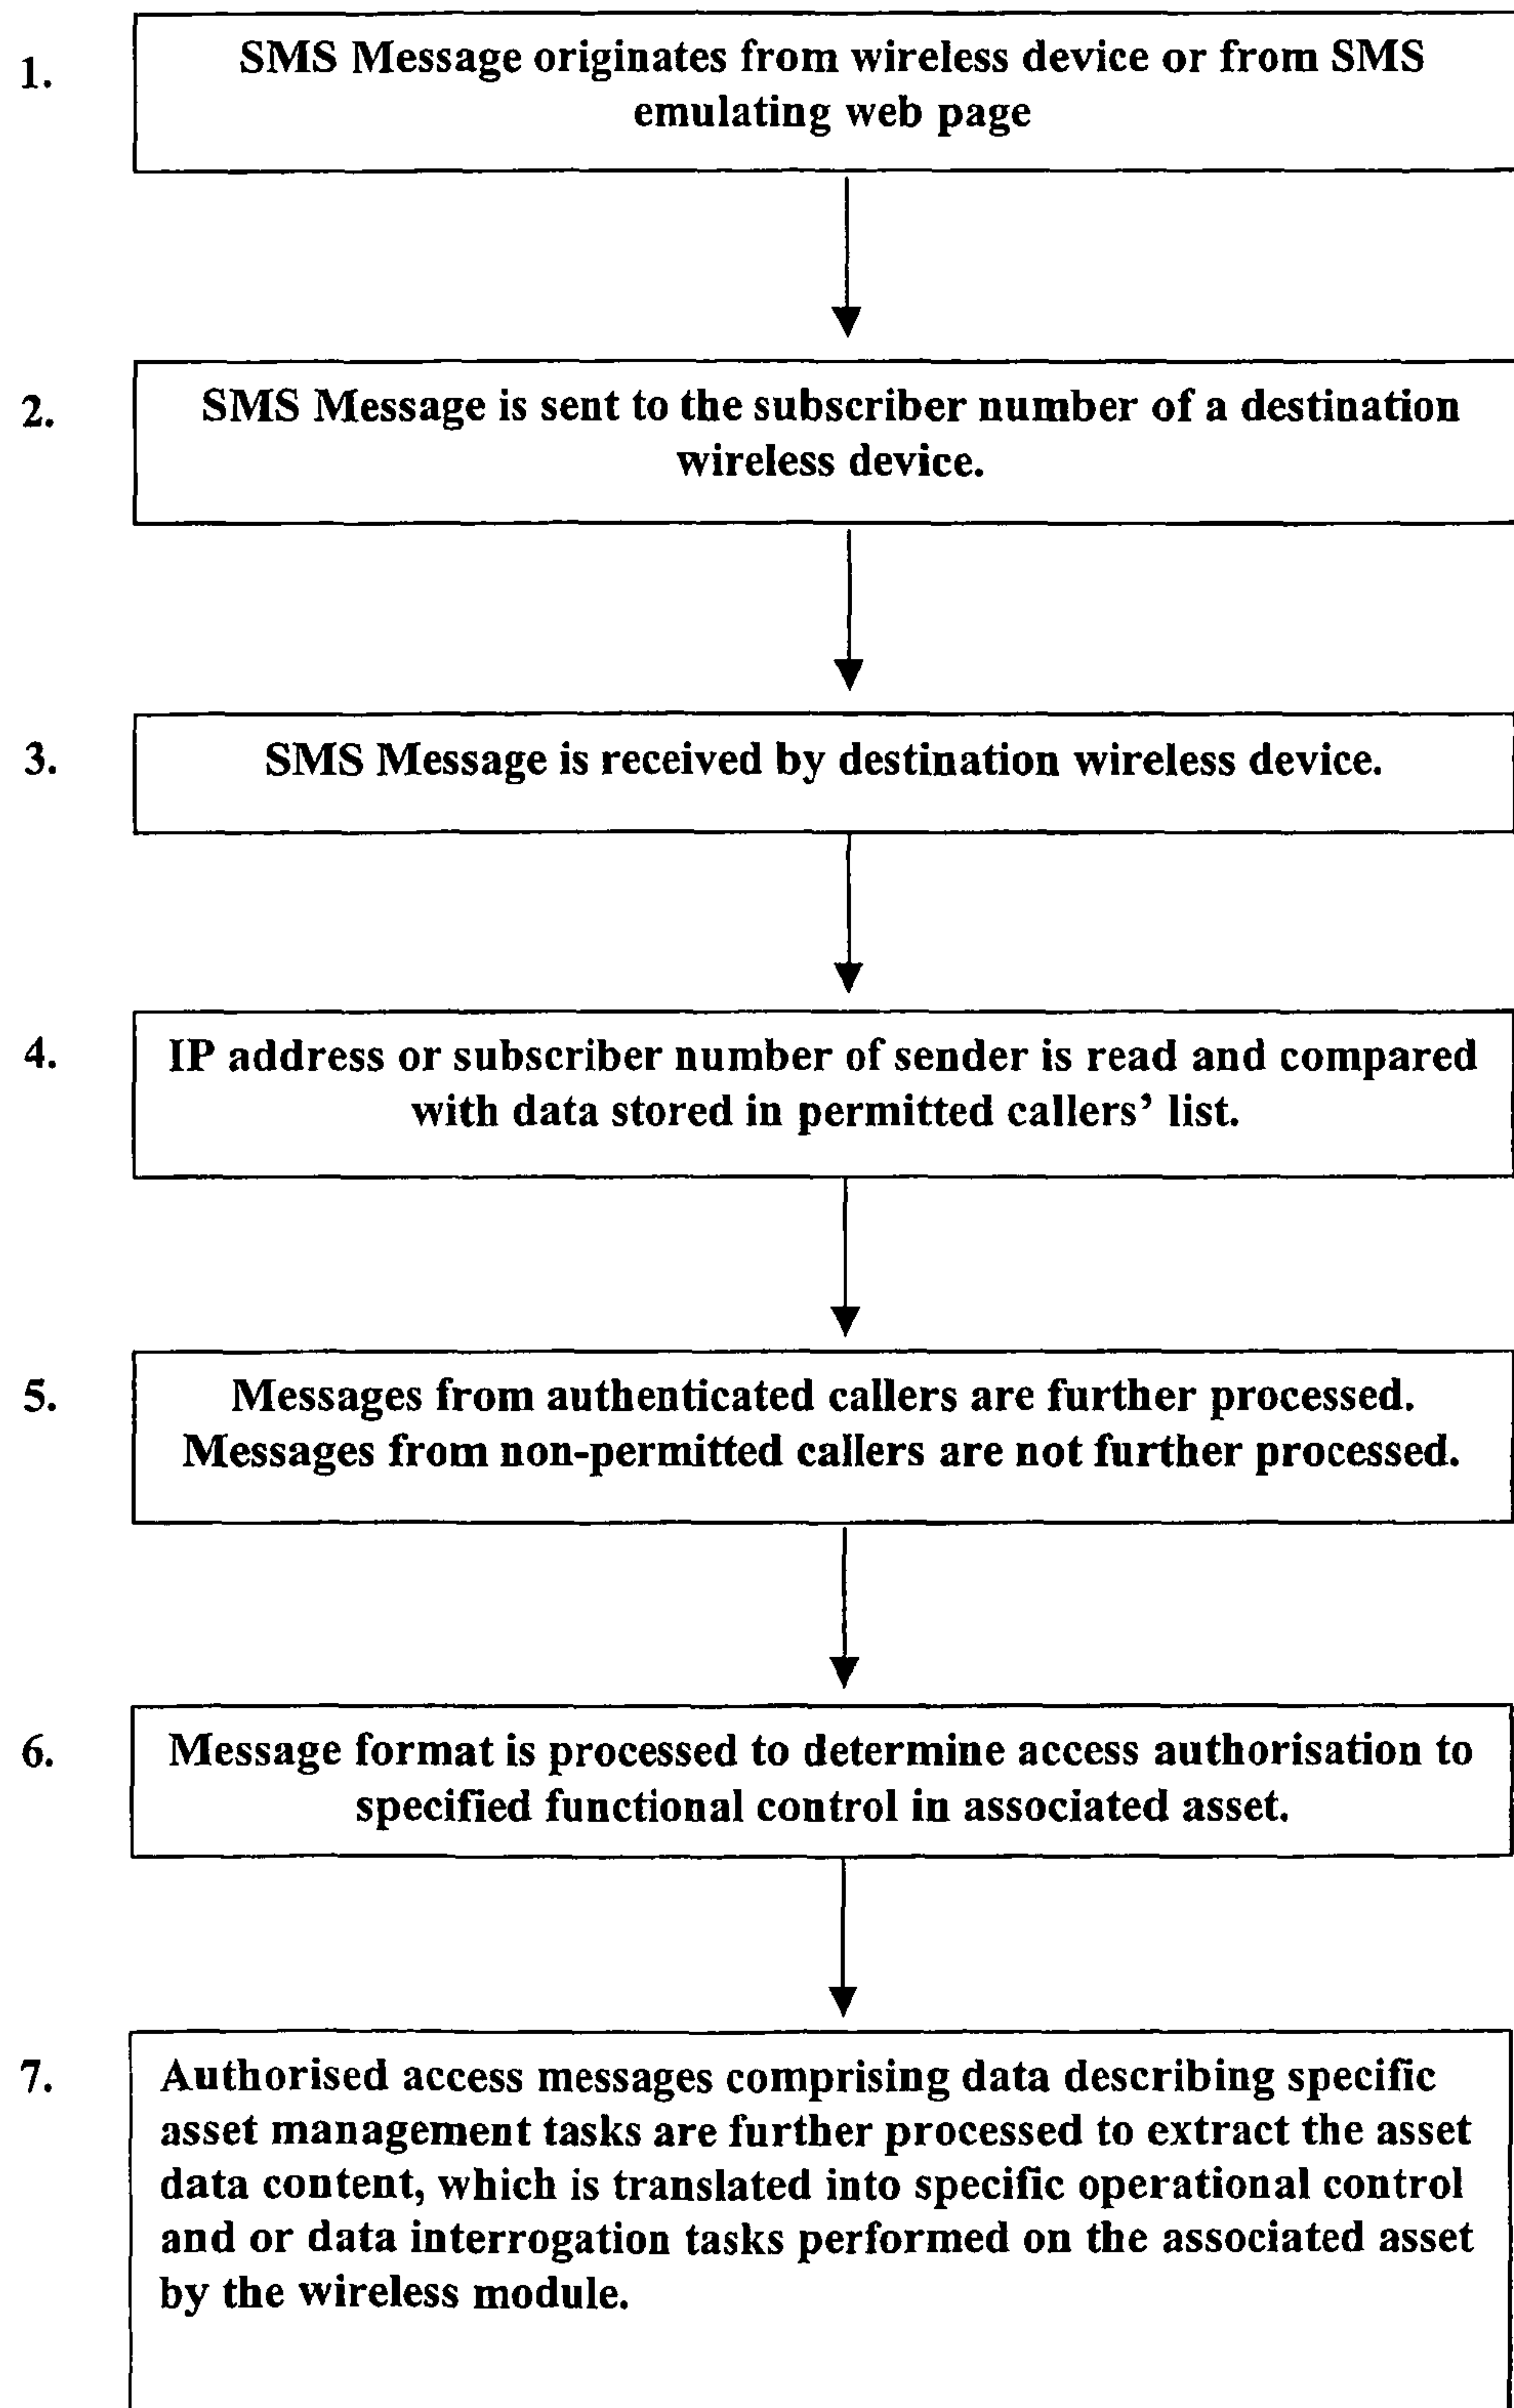 1.
SMS Message originates from wireless device or from SMS
emulating web page
2.
SMS Message is sent to the subscriber number of a destination
wireless device.
3.
SMS Message is received by destination wireless device.
4.
IP address or subscriber number of sender is read and compared
with data stored in permitted callers’ list.
5.
Messages from authenticated callers are further processed.
Messages from non-permitted callers are not further processed.
6.
Message format is processed to determine access authorisation to
specified functional control in associated asset.
7.
Authorised access messages comprising data describing specific
asset management tasks are further processed to extract the asset
data content, which is translated into specific operational control
and or data interrogation tasks performed on the associated asset
by the wireless module.